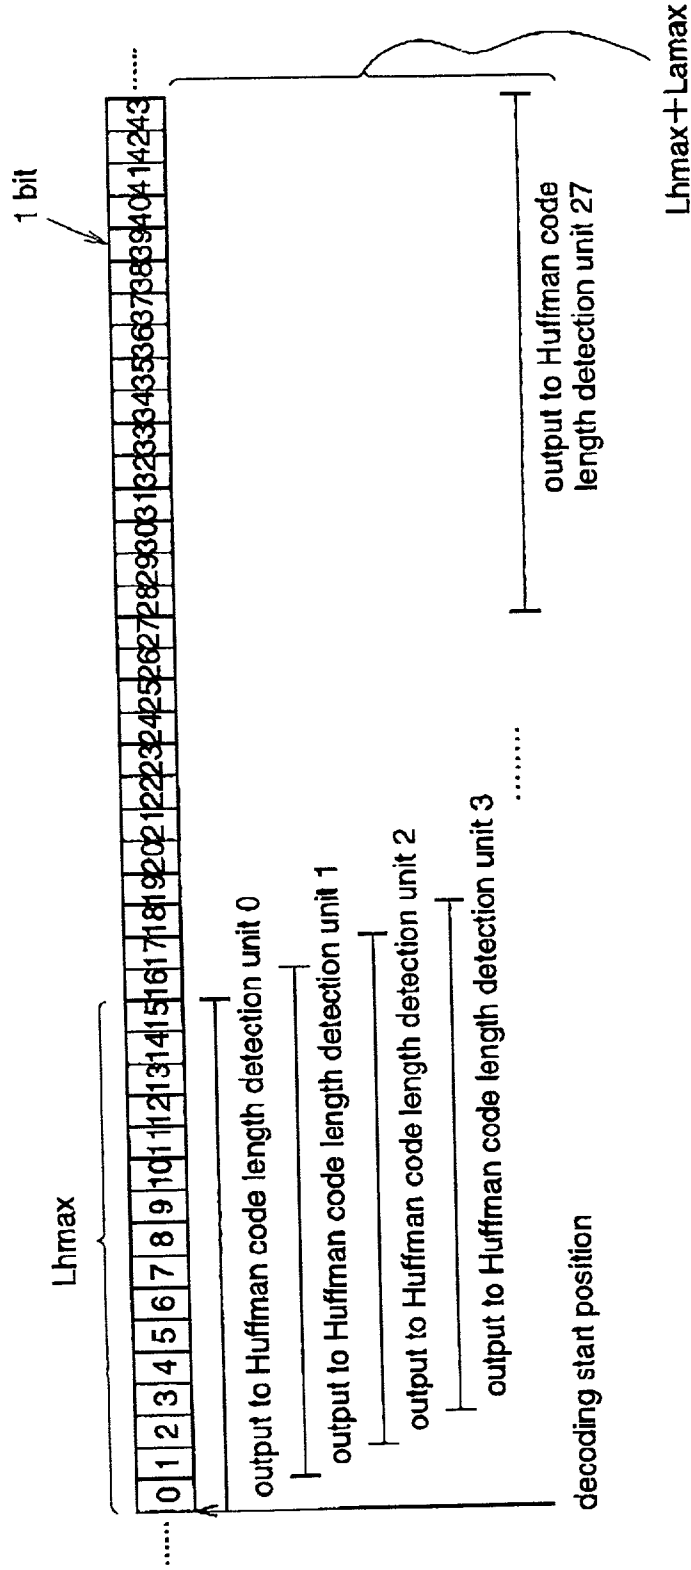 1 bit
Lhmax
...... 0 1 2 3 4 5 6 7 8 9 10 11 12 13 14 15 16 17 18 19 20 21 22 23 24 25 26 27 28 29 30 31 32 33 34 35 36 37 38 39 40 41 42 43 ......
output to Huffman code length detection unit 0
output to Huffman code length detection unit 1
output to Huffman code length detection unit 2
output to Huffman code length detection unit 3
........
output to Huffman code
length detection unit 27
decoding start position
Lhmax+Lamax